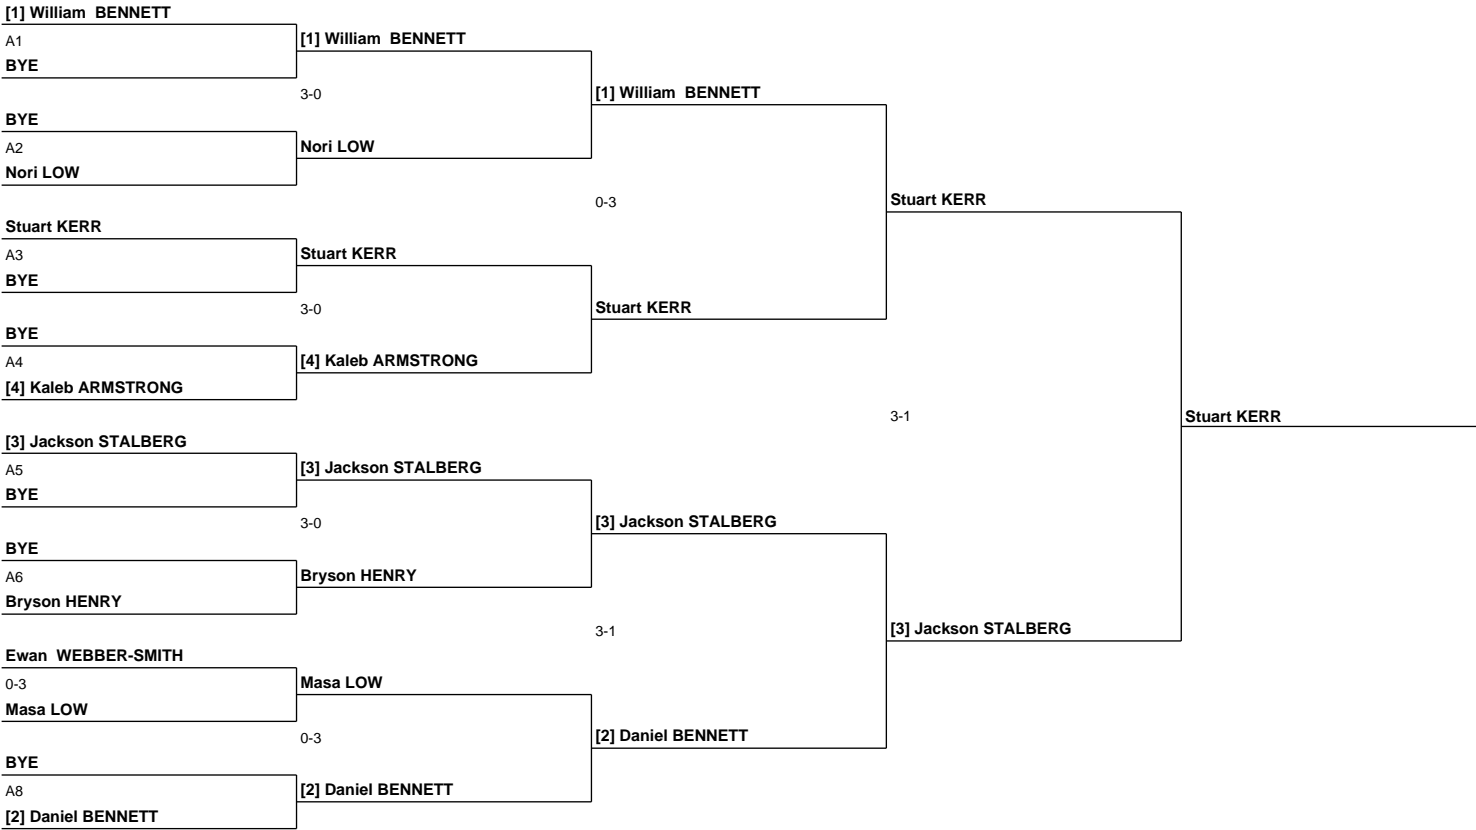 [1] William  BENNETT
A1
BYE
BYE
A2
Nori LOW
Stuart KERR
A3
BYE
BYE
A4
[4] Kaleb ARMSTRONG
[3] Jackson STALBERG
A5
BYE
BYE
A6
Bryson HENRY
Ewan  WEBBER-SMITH
0-3
Masa LOW
BYE
A8
[2] Daniel BENNETT
[1] William  BENNETT
3-0
Nori LOW
Stuart KERR
3-0
[4] Kaleb ARMSTRONG
[3] Jackson STALBERG
3-0
Bryson HENRY
Masa LOW
0-3
[2] Daniel BENNETT
[1] William  BENNETT
0-3
Stuart KERR
[3] Jackson STALBERG
3-1
[2] Daniel BENNETT
Stuart KERR
3-1
[3] Jackson STALBERG
Stuart KERR